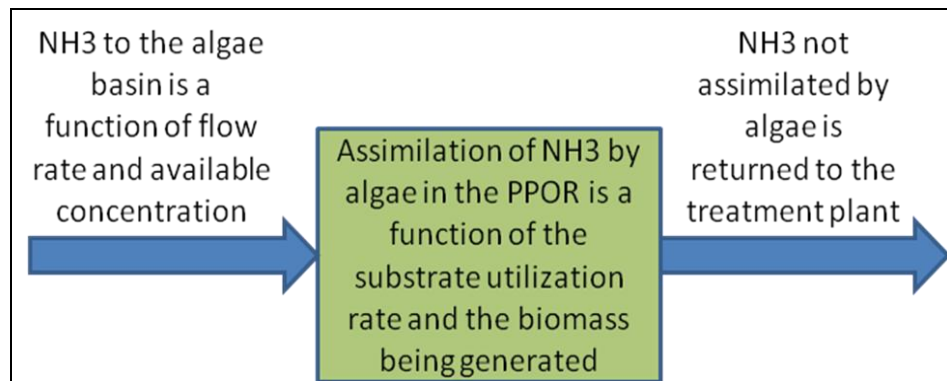 NH3 to the algae
basin is a
function of flow
rate and available
concentration
Assimilation of NH3 by
algae in the PPOR is a
function of the
substrate utilization
rate and the biomass
being generated
NH3 not
assimilated by
algae is
returned to the
treatment plant